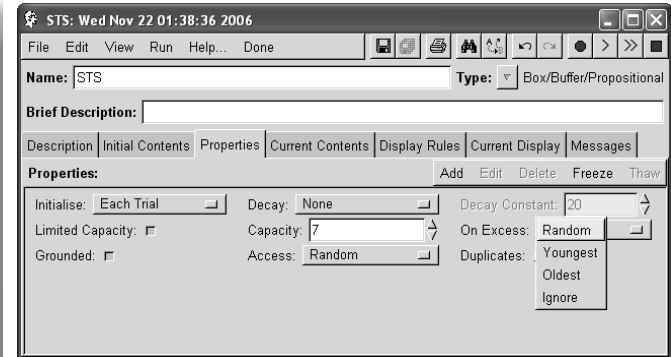 STS: Wed Nov 22 01:38:36 2006
File Edit View Run Help... Done
Name: STS Type: Box/Buffer/Propositional
Brief Description:
Description Initial Contents Properties Current Contents Display Rules Current Display Messages
Properties: Add Edit Delete Freeze Thaw
Initialise: Each Trial Decay: None Decay Constant: 20
Limited Capacity: Capacity: 7 On Excess: Random
Grounded: Access: Random Duplicates: Youngest
Oldest
Ignore